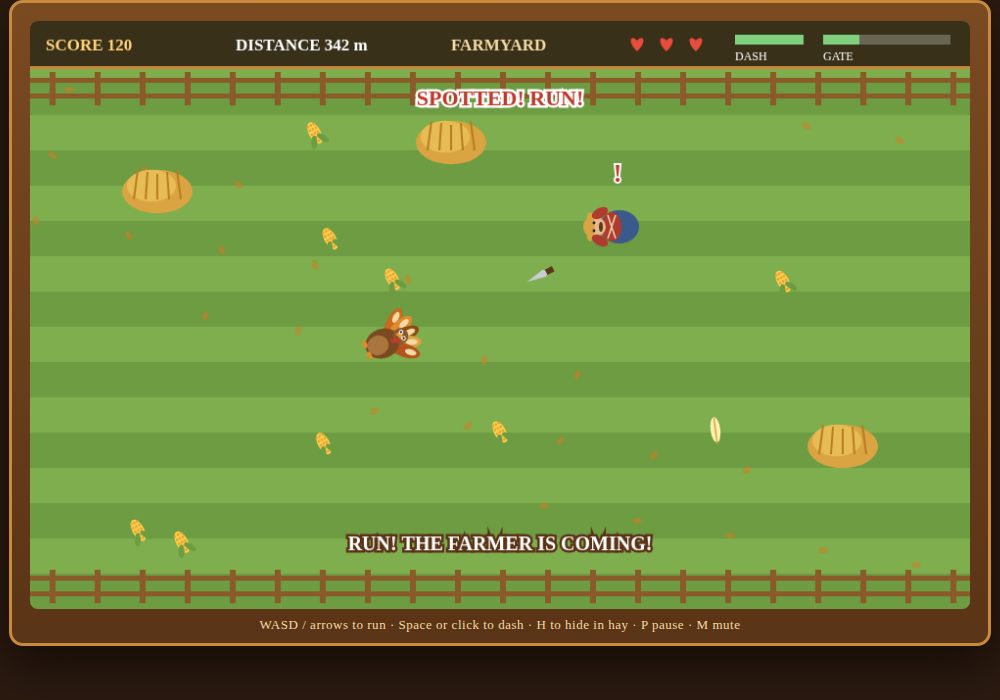 SCORE 120
DISTANCE 342 m
FARMYARD
DASH
GATE
SPOTTED! RUN!
!
RUN! THE FARMER IS COMING!
WASD / arrows to run · Space or click to dash · H to hide in hay · P pause · M mute